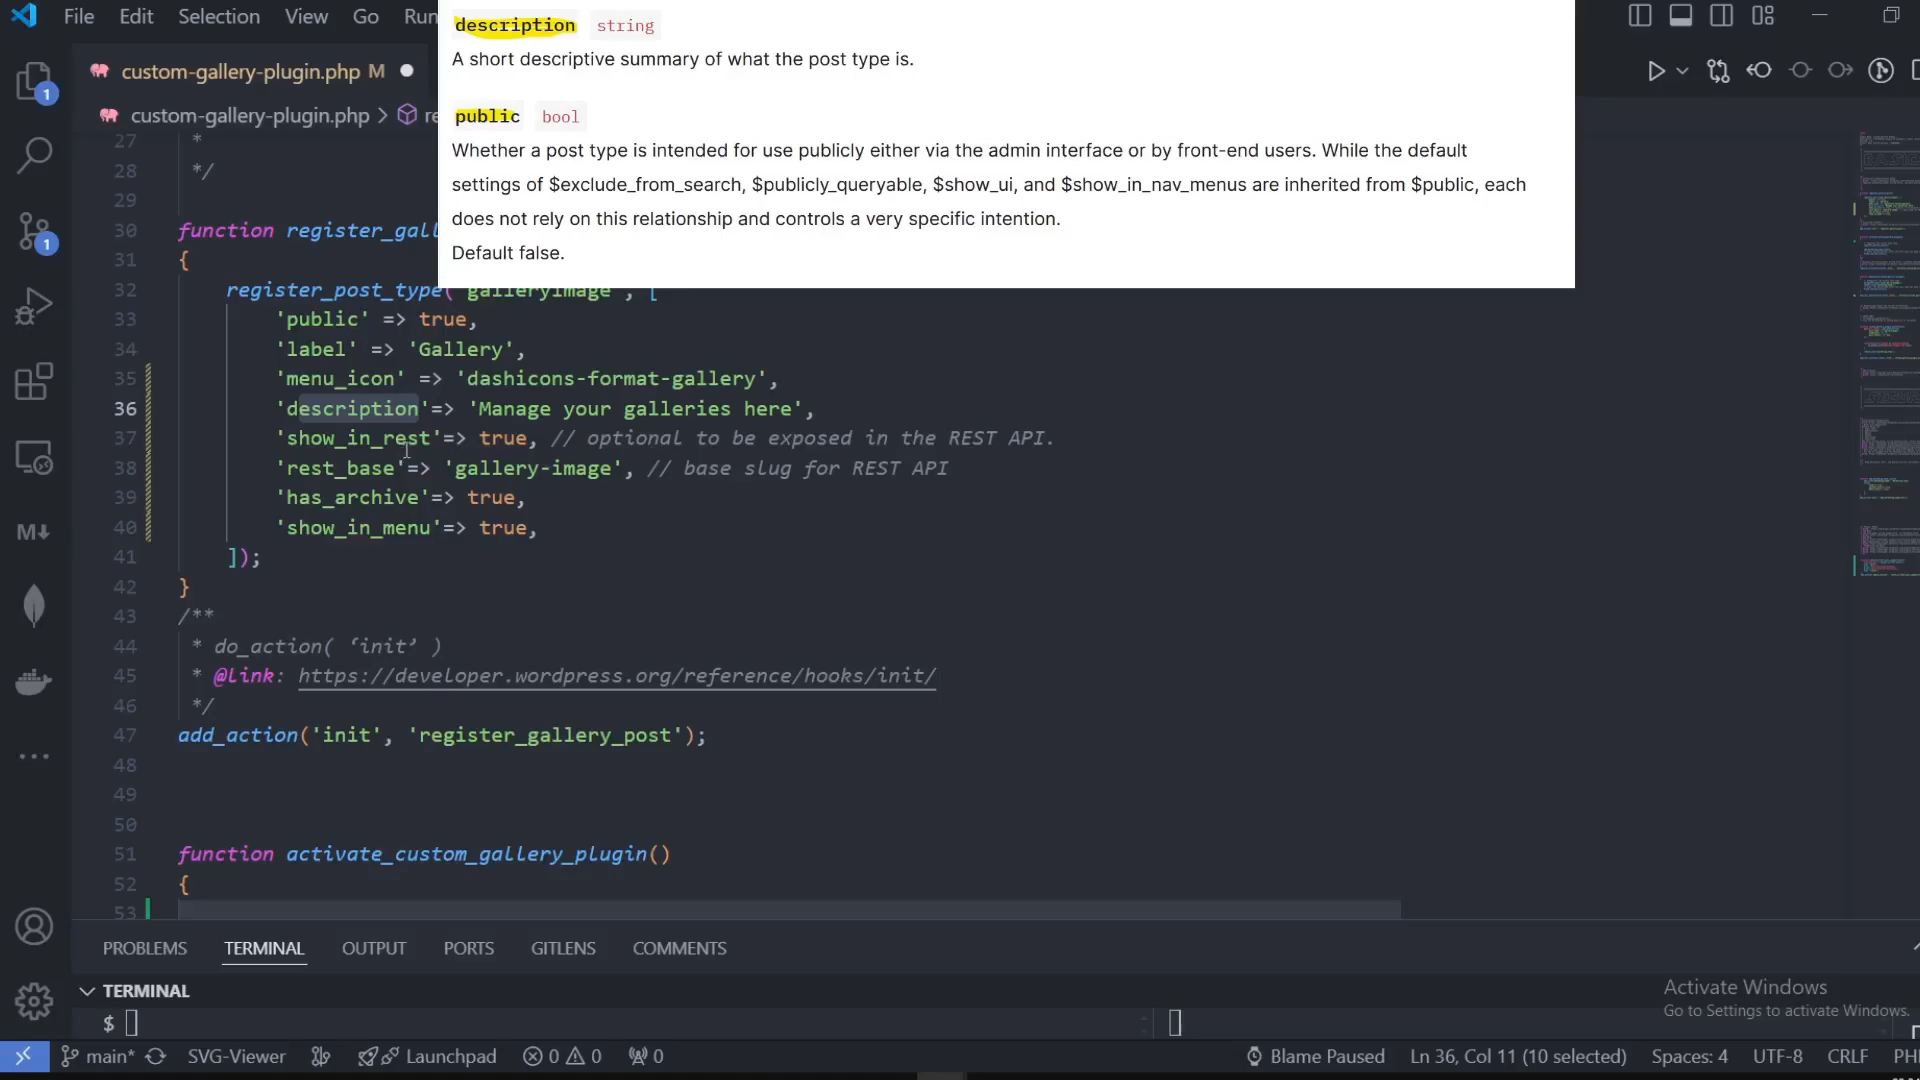 File Edit Selection View Go Run
description string
A short descriptive summary of what the post type is.
public bool
Whether a post type is intended for use publicly either via the admin interface or by front-end users. While the default
settings of $exclude_from_search, $publicly_queryable, $show_ui, and $show_in_nav_menus are inherited from $public, each
does not rely on this relationship and controls a very specific intention.
Default false.
custom-gallery-plugin.php M
custom-gallery-plugin.php > re
1
1
27 *
28 */
29
30 function register_gall
31 {
32 register_post_type( galleryimage , [
33 'public' => true,
34 'label' => 'Gallery',
35 'menu_icon' => 'dashicons-format-gallery',
36 'description'=> 'Manage your galleries here',
37 'show_in_rest'=> true, // optional to be exposed in the REST API.
38 'rest_base'=> 'gallery-image', // base slug for REST API
39 'has_archive'=> true,
40 'show_in_menu'=> true,
41 ]);
42 }
43 /**
44 * do_action( ‘init’ )
45 * @link: https://developer.wordpress.org/reference/hooks/init/
46 */
47 add_action('init', 'register_gallery_post');
48
49
50
51 function activate_custom_gallery_plugin()
52 {
53
PROBLEMS TERMINAL OUTPUT PORTS GITLENS COMMENTS
TERMINAL
$
Activate Windows
Go to Settings to activate Windows.
main* SVG-Viewer Launchpad 0 0 0 Blame Paused Ln 36, Col 11 (10 selected) Spaces: 4 UTF-8 CRLF PH